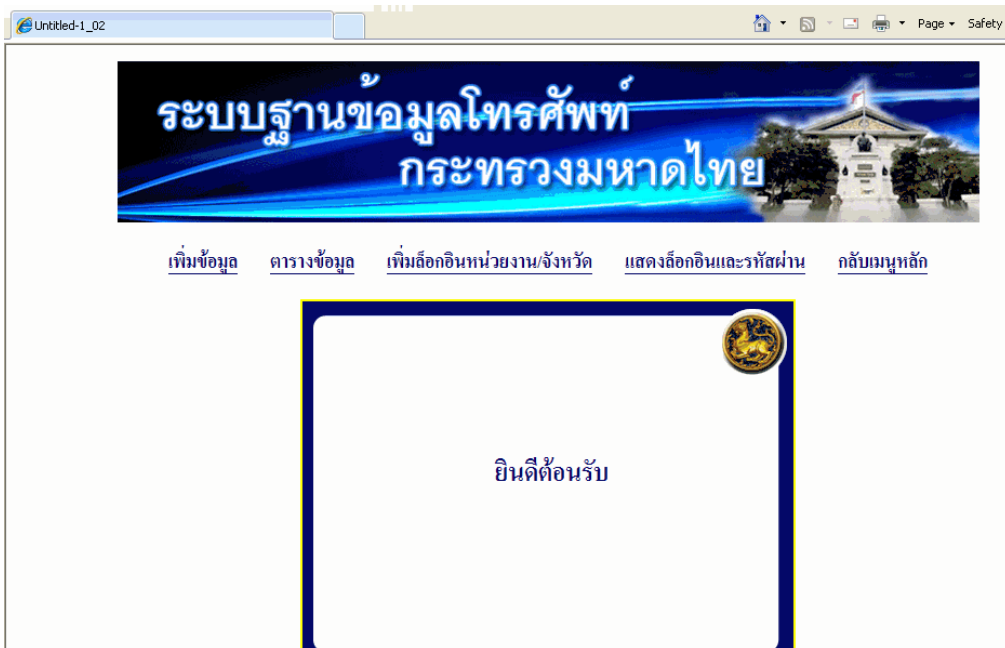 Untitled-1_02
Page
Safety
ระบบฐานข้อมูลโทรศัพท์
กระทรวงมหาดไทย
เพิ่มข้อมูล ตารางข้อมูล เพิ่มล็อกอินหน่วยงาน/จังหวัด แสดงล็อกอินและรหัสผ่าน กลับเมนูหลัก
ยินดีต้อนรับ